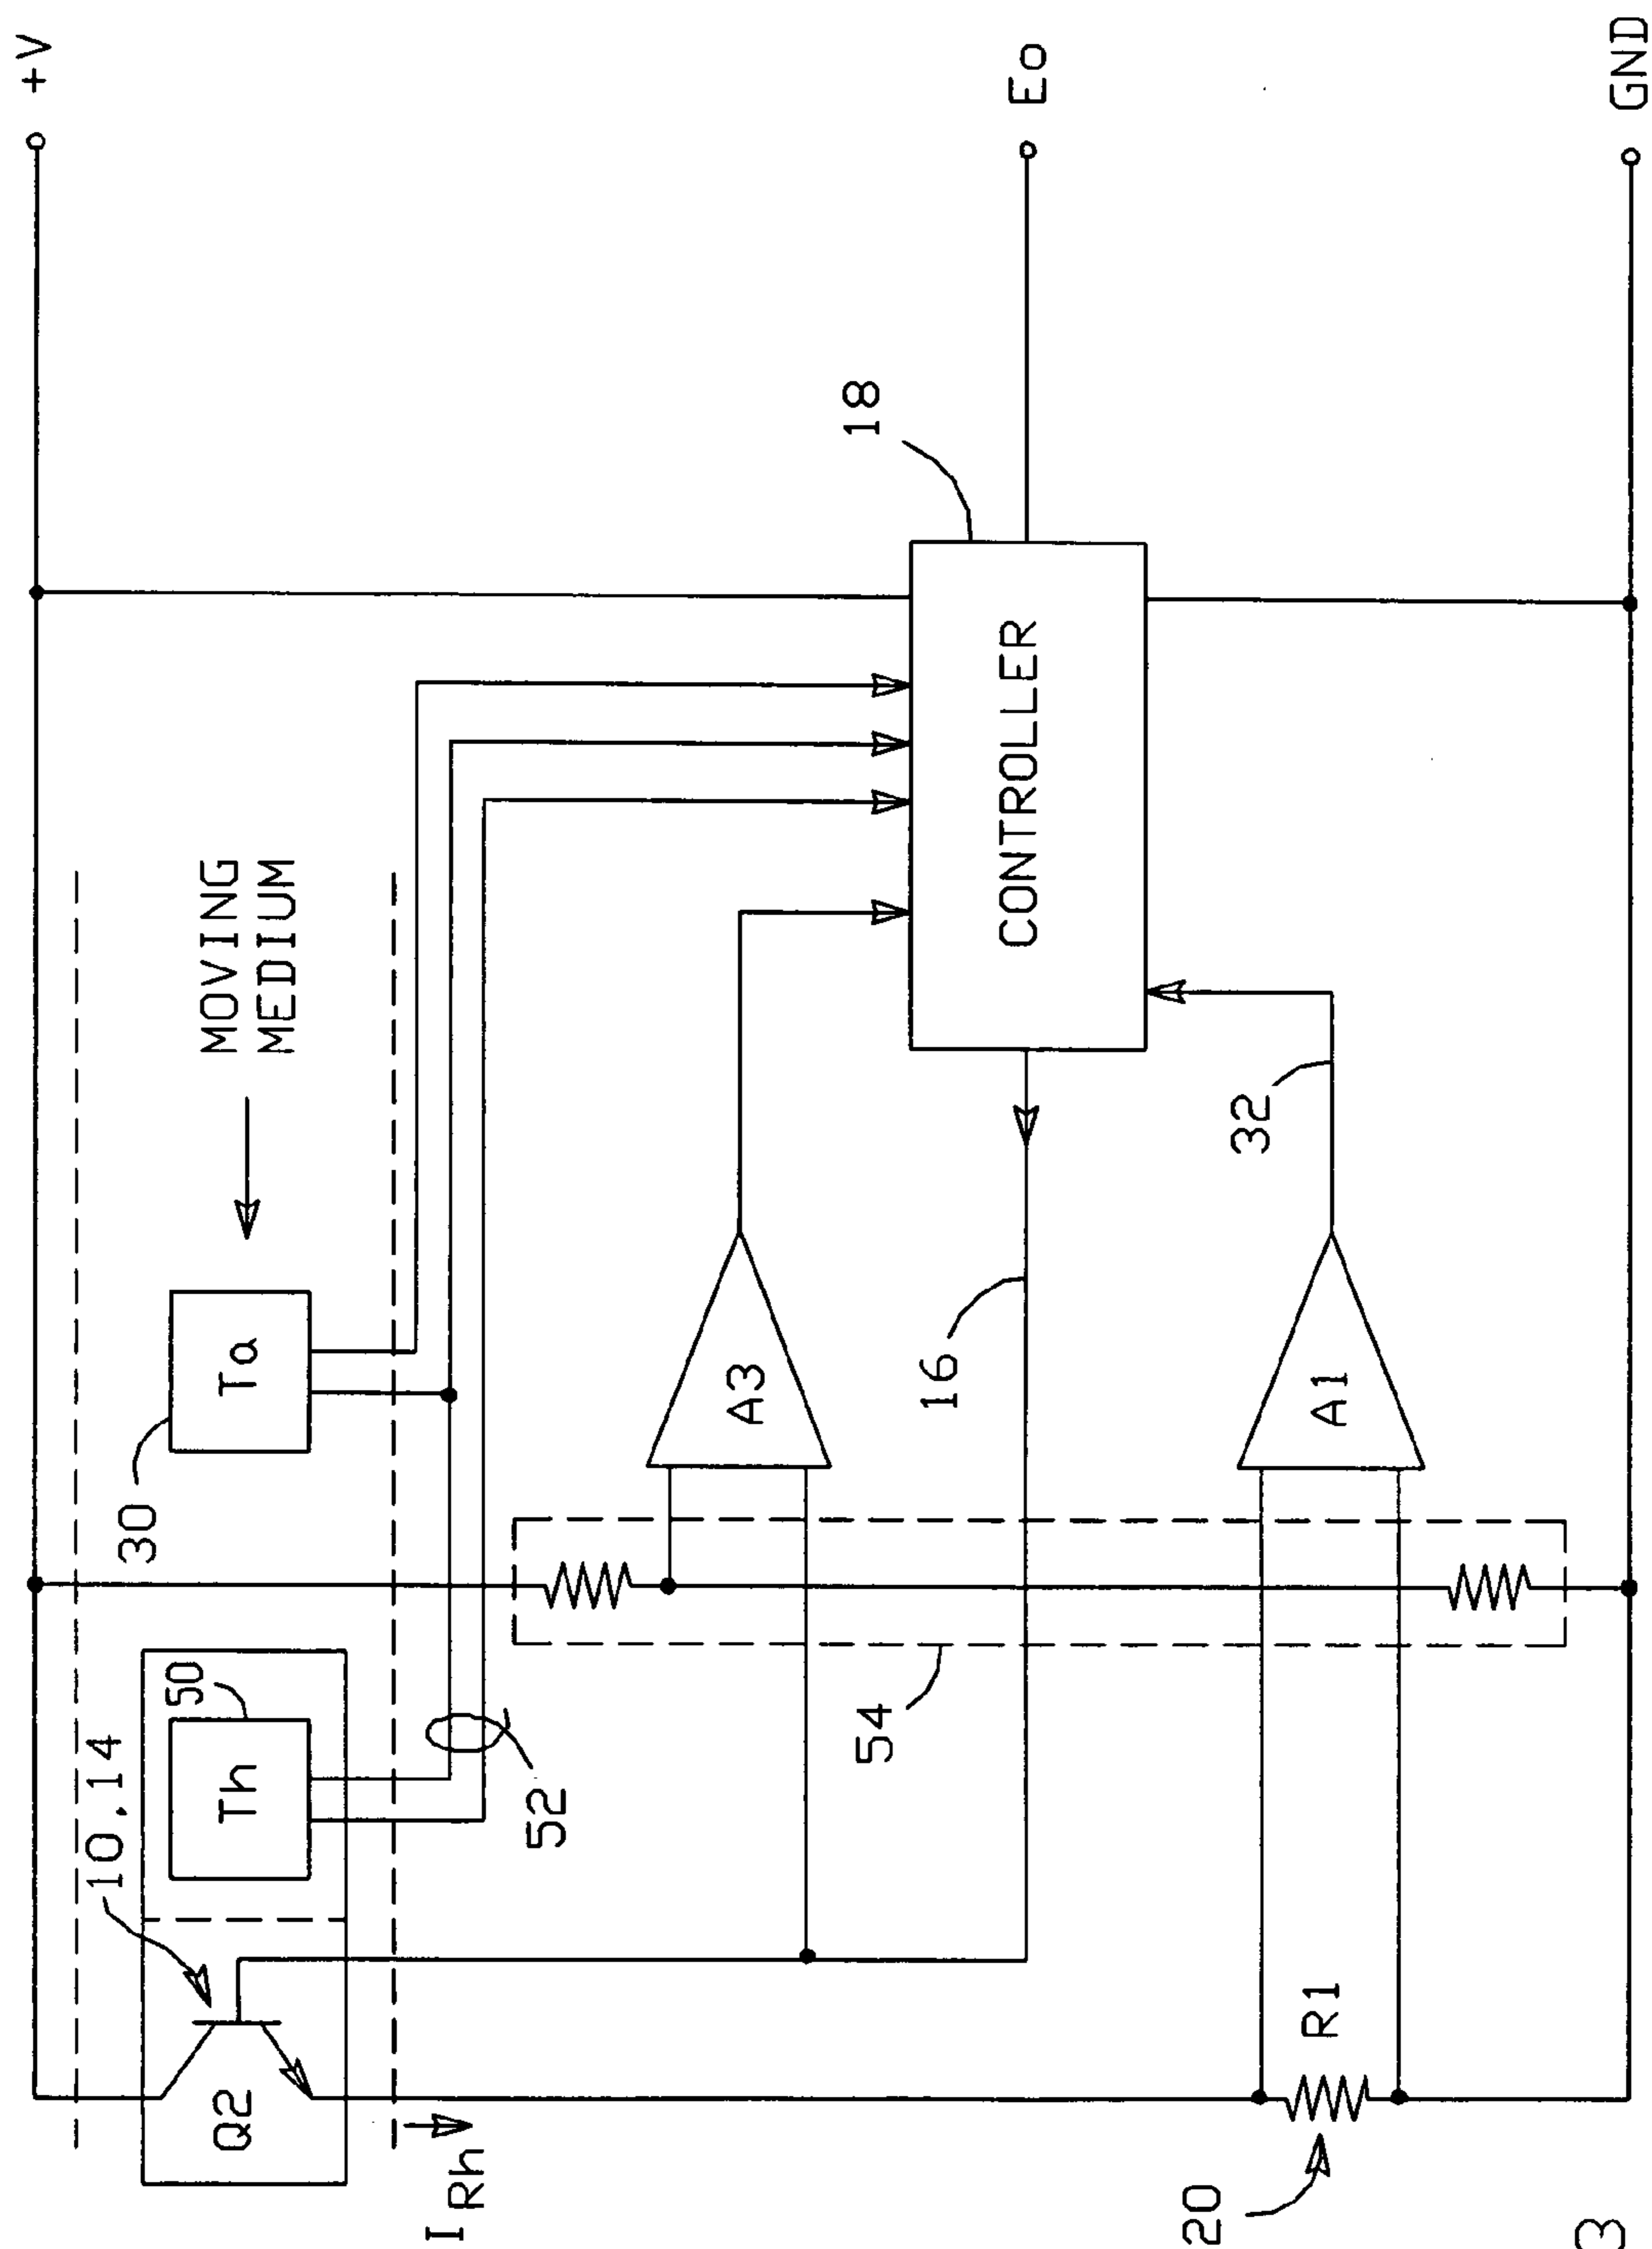 +V
10,14
50
30
MOVING
MEDIUM
Q2
Th
Ta
I Rh
52
A3
18
54
16
CONTROLLER
Eo
32
20
R1
A1
GND
3